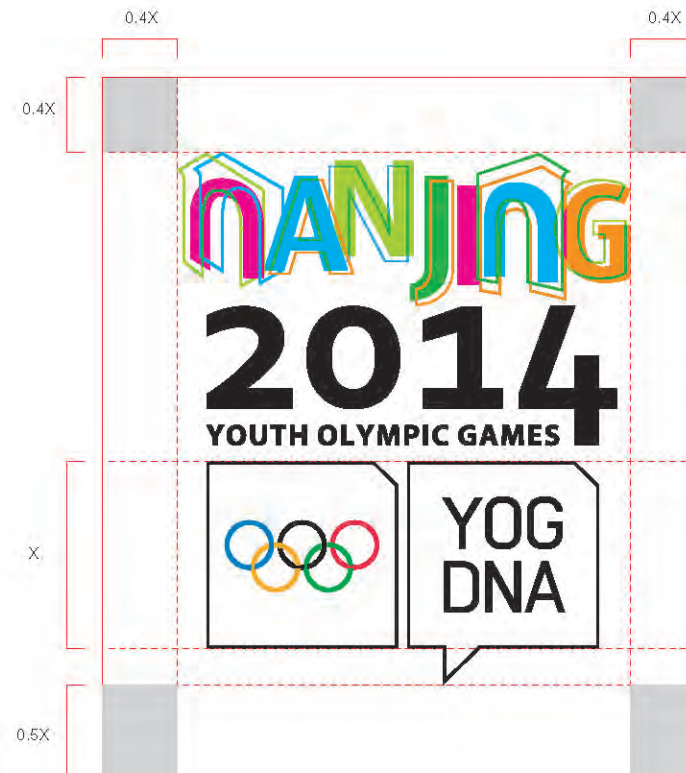 0.4X 0.4X
0.4X
NANJING
2014
YOUTH OLYMPIC GAMES
X
YOG
DNA
0.5X